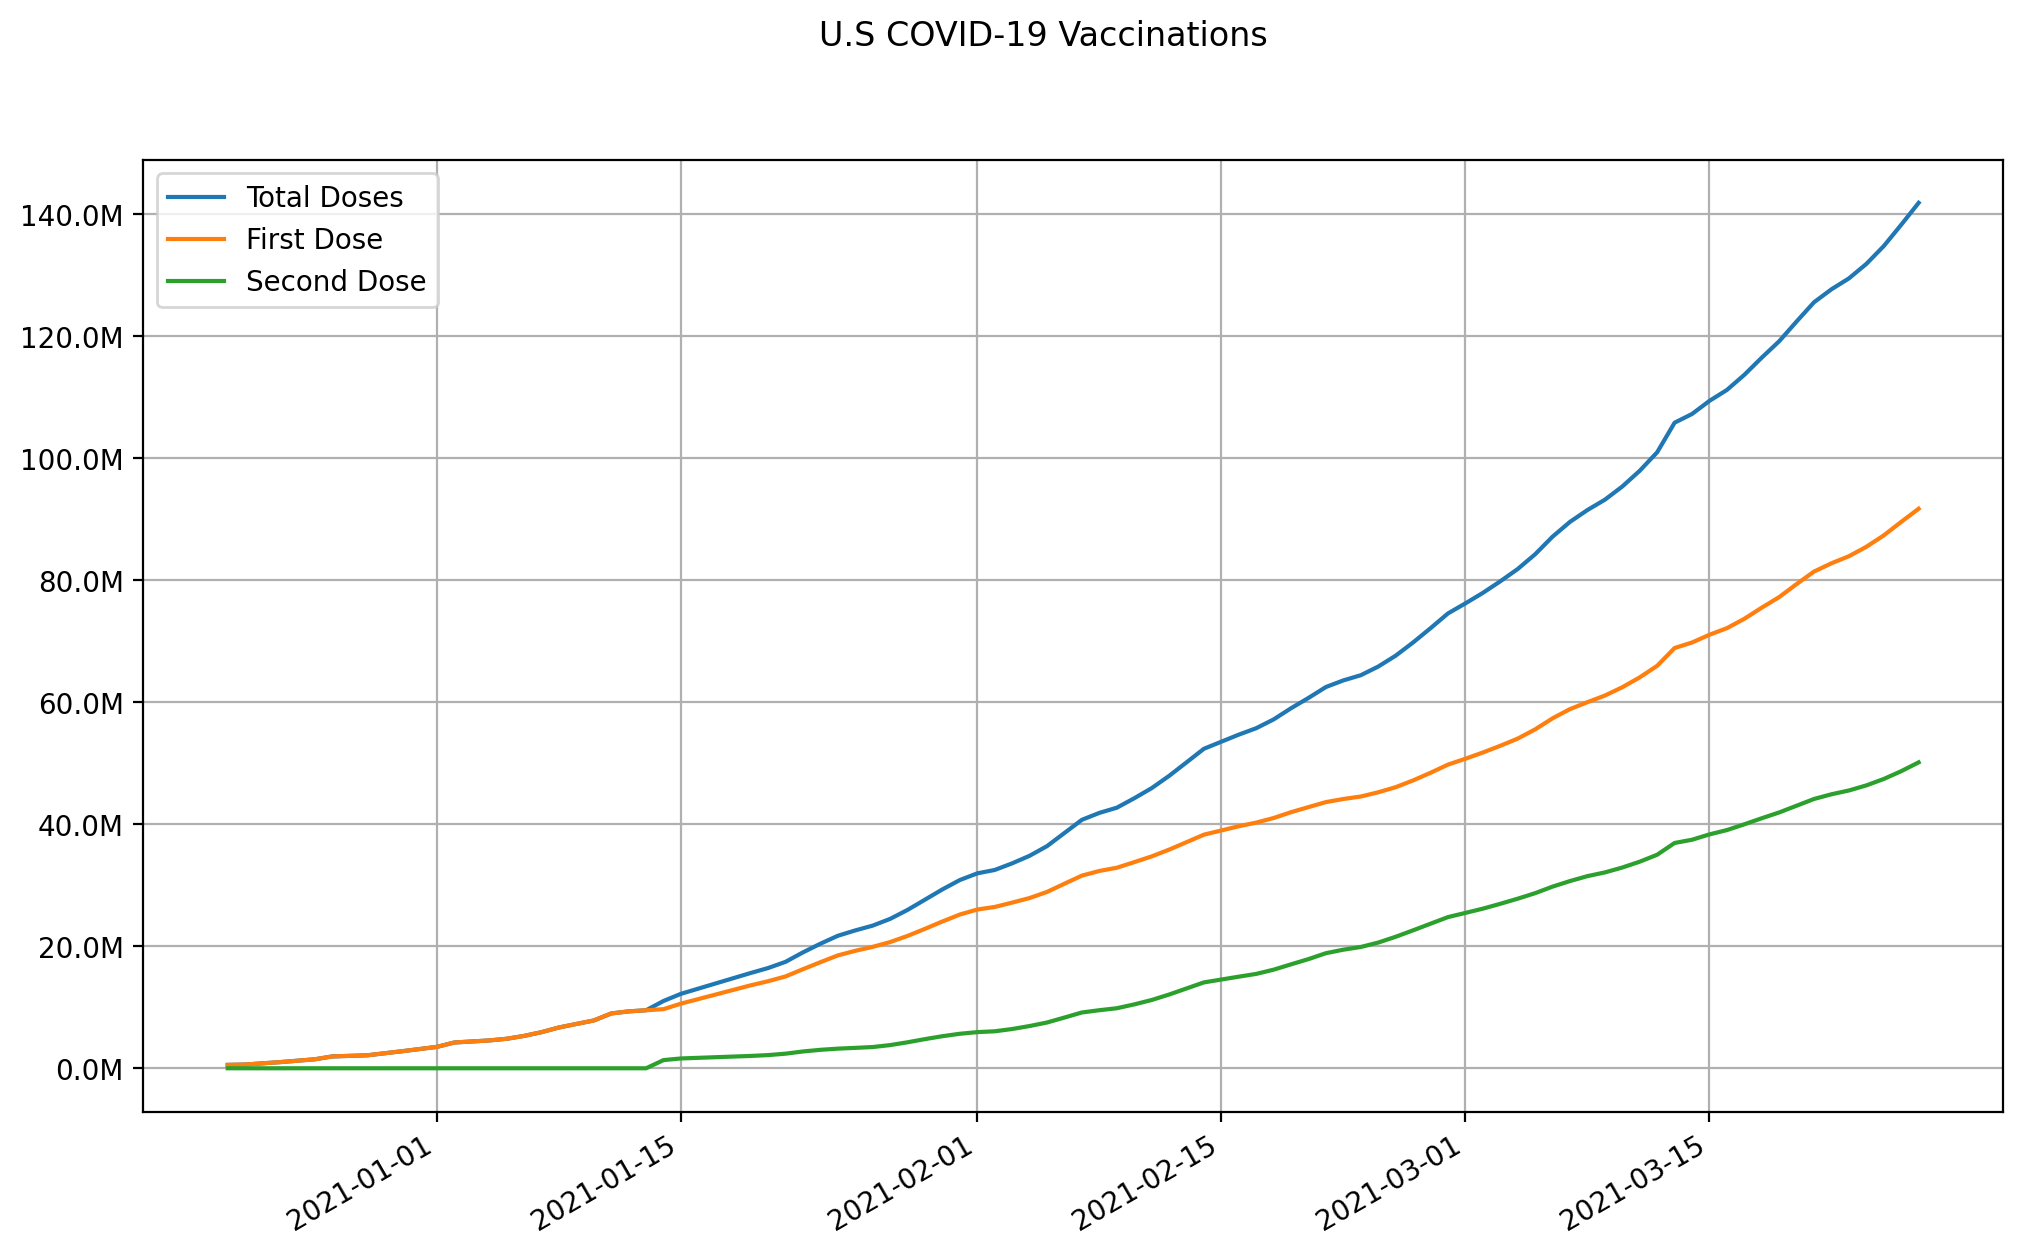 U.S COVID-19 Vaccinations
Total Doses
First Dose
Second Dose
140.0M
120.0M
100.0M
80.0M
60.0M
40.0M
20.0M
0.0M
2021-01-01
2021-01-15
2021-02-01
2021-02-15
2021-03-01
2021-03-15